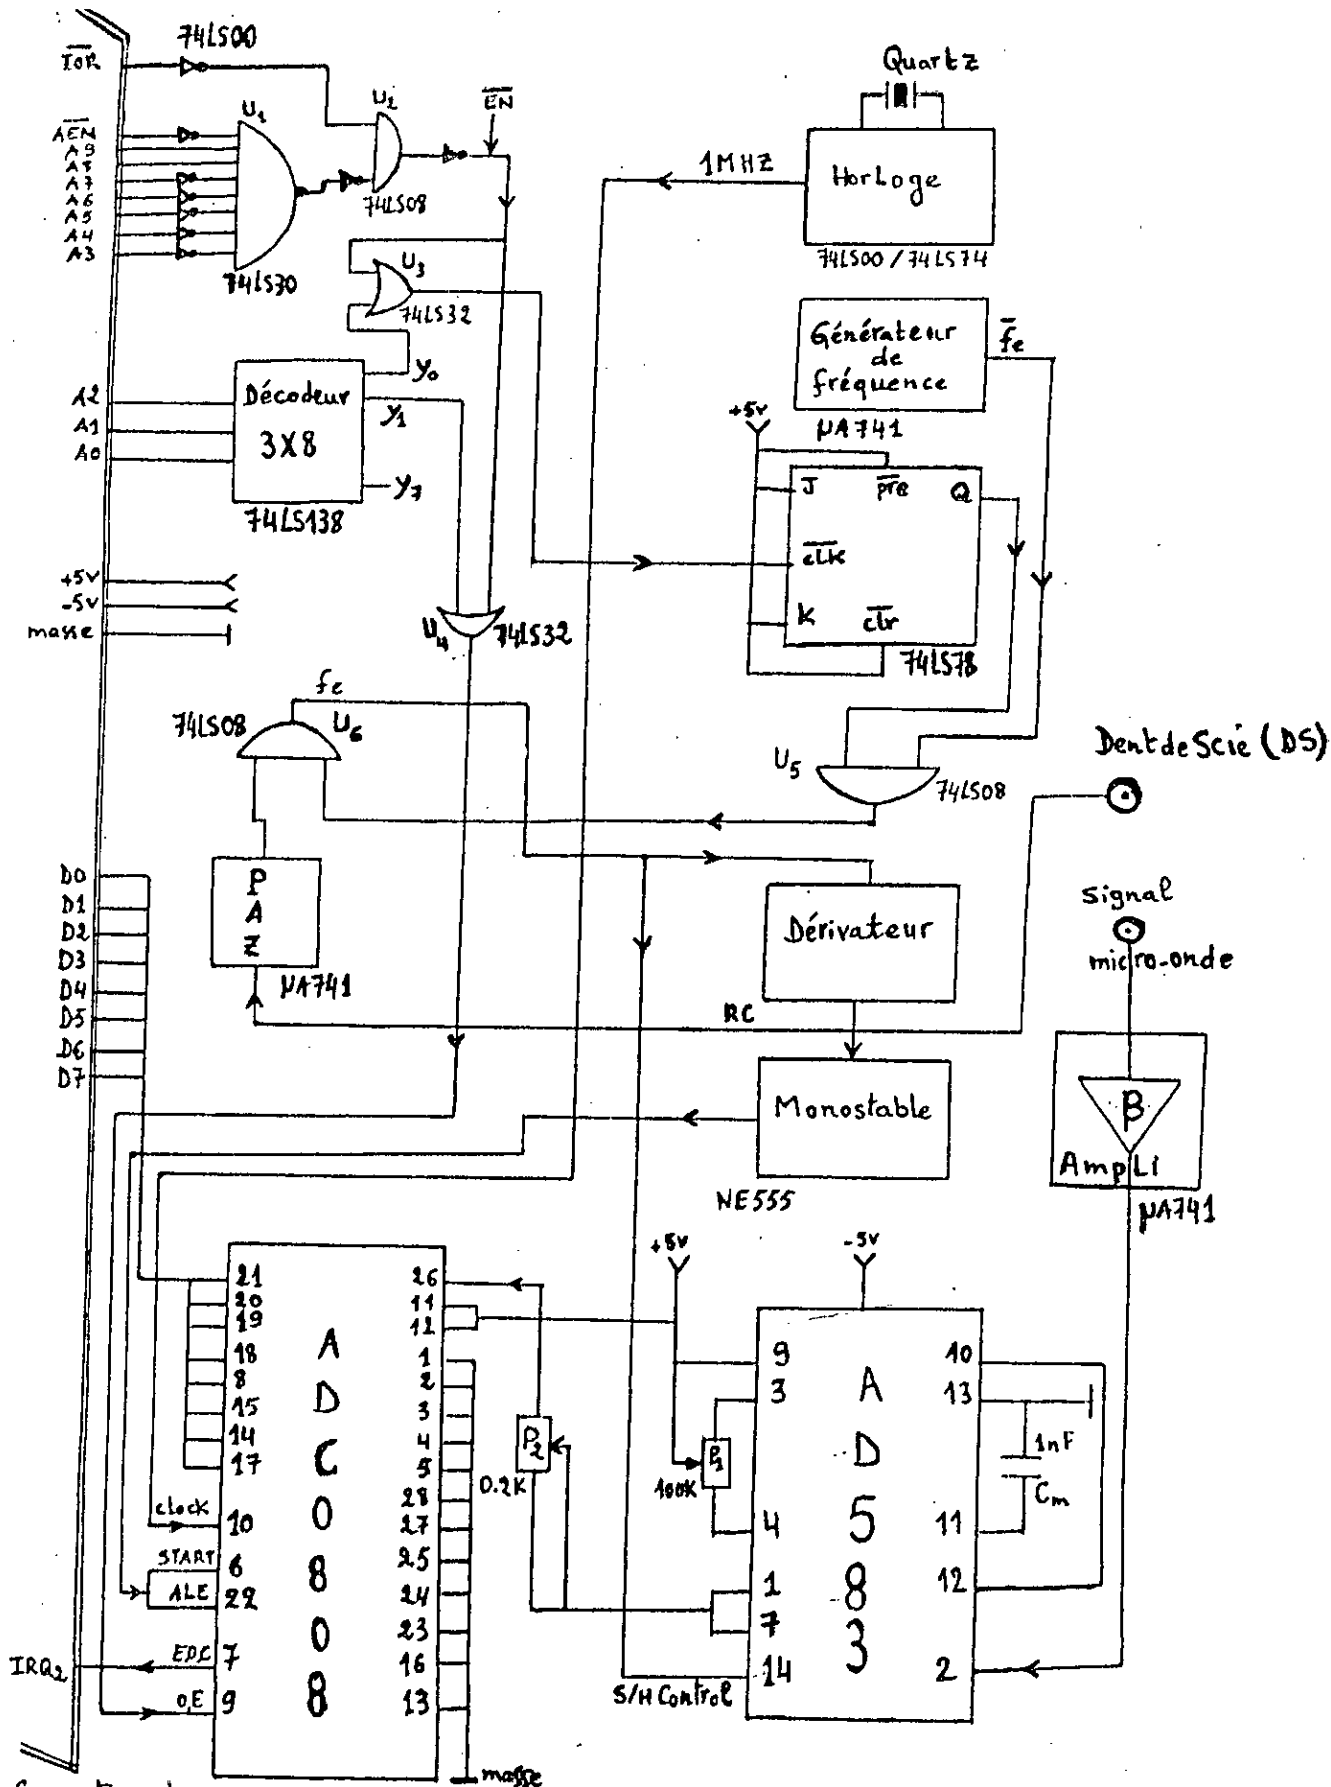 74LS00
IOR
Quartz
U1
U2
EN
AEN
A9
A8
A7
A6
A5
A4
A3
1MHZ
Horloge
74LS08
74LS30
74LS00/74LS74
U3
74LS32
Générateur
de
fréquence
fe
y0
Décodeur
3X8
y1
y7
74LS138
A2
A1
A0
+5v
µA741
J
pre
Q
clk
K
clr
74LS78
+5v
-5v
masse
U4
74LS32
fe
74LS08
U6
U5
74LS08
Dent de Scie (DS)
D0
D1
D2
D3
D4
D5
D6
D7
P
A
Z
µA741
Dérivateur
RC
signal
micro-onde
Monostable
NE555
β
Ampli
µA741
+5v
-5v
21
20
19
18
8
15
14
17
clock
10
START
6
ALE
22
EDC
7
IRQ2
O,E
9
A
D
C
0
8
0
8
26
11
12
1
2
3
4
5
28
27
25
24
23
16
13
masse
P2
0.2K
P1
100K
9
3
4
1
7
14
S/H Control
A
D
5
8
3
10
13
11
12
2
1nF
Cm